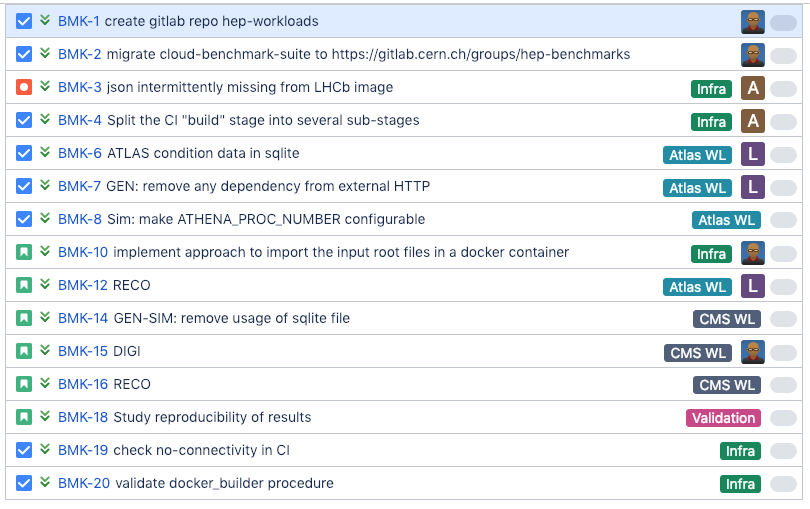 BMK-1 create gitlab repo hep-workloads
BMK-2 migrate cloud-benchmark-suite to https://gitlab.cern.ch/groups/hep-benchmarks
BMK-3 json intermittently missing from LHCb image Infra A
BMK-4 Split the CI "build" stage into several sub-stages Infra A
BMK-6 ATLAS condition data in sqlite Atlas WL L
BMK-7 GEN: remove any dependency from external HTTP Atlas WL L
BMK-8 Sim: make ATHENA_PROC_NUMBER configurable Atlas WL
BMK-10 implement approach to import the input root files in a docker container Infra
BMK-12 RECO Atlas WL L
BMK-14 GEN-SIM: remove usage of sqlite file CMS WL
BMK-15 DIGI CMS WL
BMK-16 RECO CMS WL
BMK-18 Study reproducibility of results Validation
BMK-19 check no-connectivity in CI Infra
BMK-20 validate docker_builder procedure Infra